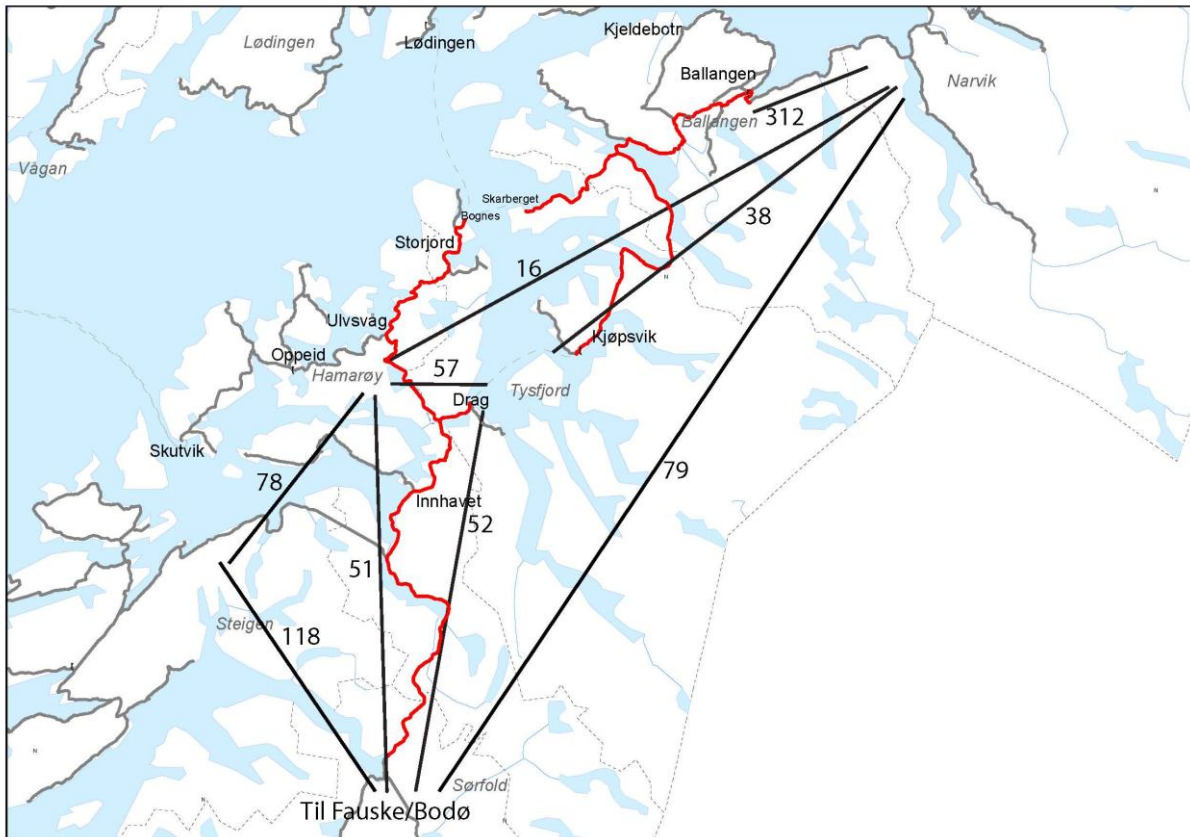 Lødingen
Lødingen
Kjeldebotr
Narvik
Ballangen
Ballangen
312
Vågan
Skarberget
Bognes
38
Storjord
16
Ulvsvåg
N
Kjøpsvik
Oppeid
Hamarøy
57
Tysfjord
Drag
Skutvik
78
79
Innhavet
52
51
Steigen
118
N
N
Sørfold
Til Fauske/Bodø
N